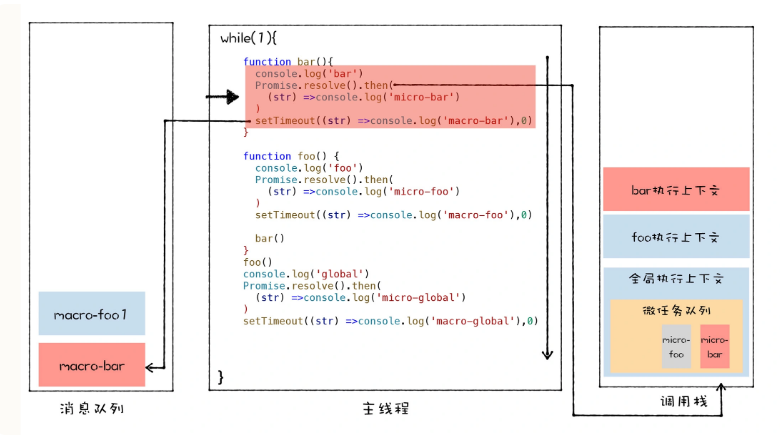 while(1){
function bar(){
console.log('bar')
Promise.resolve().then(
(str) =>console.log('micro-bar')
)
setTimeout((str) =>console.log('macro-bar'),0)
}
function foo() {
console.log('foo')
Promise.resolve().then(
(str) =>console.log('micro-foo')
)
setTimeout((str) =>console.log('macro-foo'),0)
bar()
}
foo()
console.log('global')
Promise.resolve().then(
(str) =>console.log('micro-global')
)
setTimeout((str) =>console.log('macro-global'),0)
}
macro-foo1
macro-bar
消息队列
主线程
bar执行上下文
foo执行上下文
全局执行上下文
微任务队列
micro-
foo
micro-
bar
调用栈